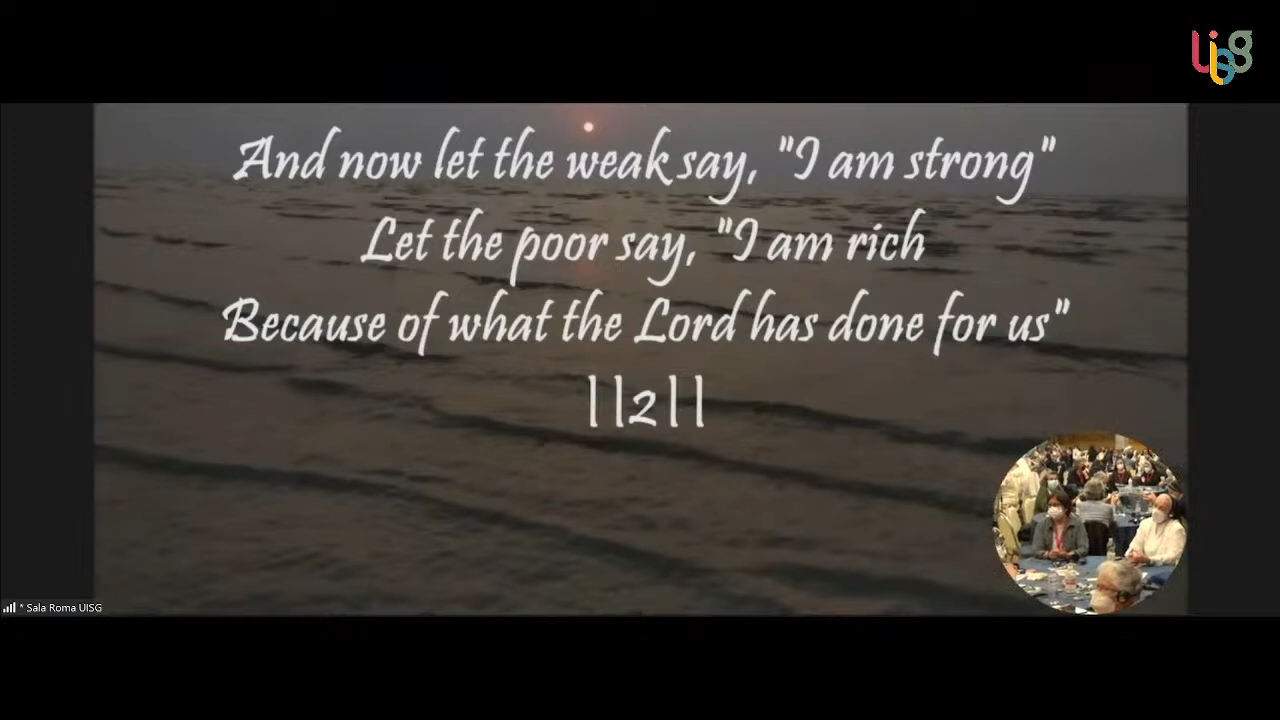 uisg
And now let the weak say, "I am strong"
Let the poor say, "I am rich
Because of what the Lord has done for us"
||2||
* Sala Roma UISG